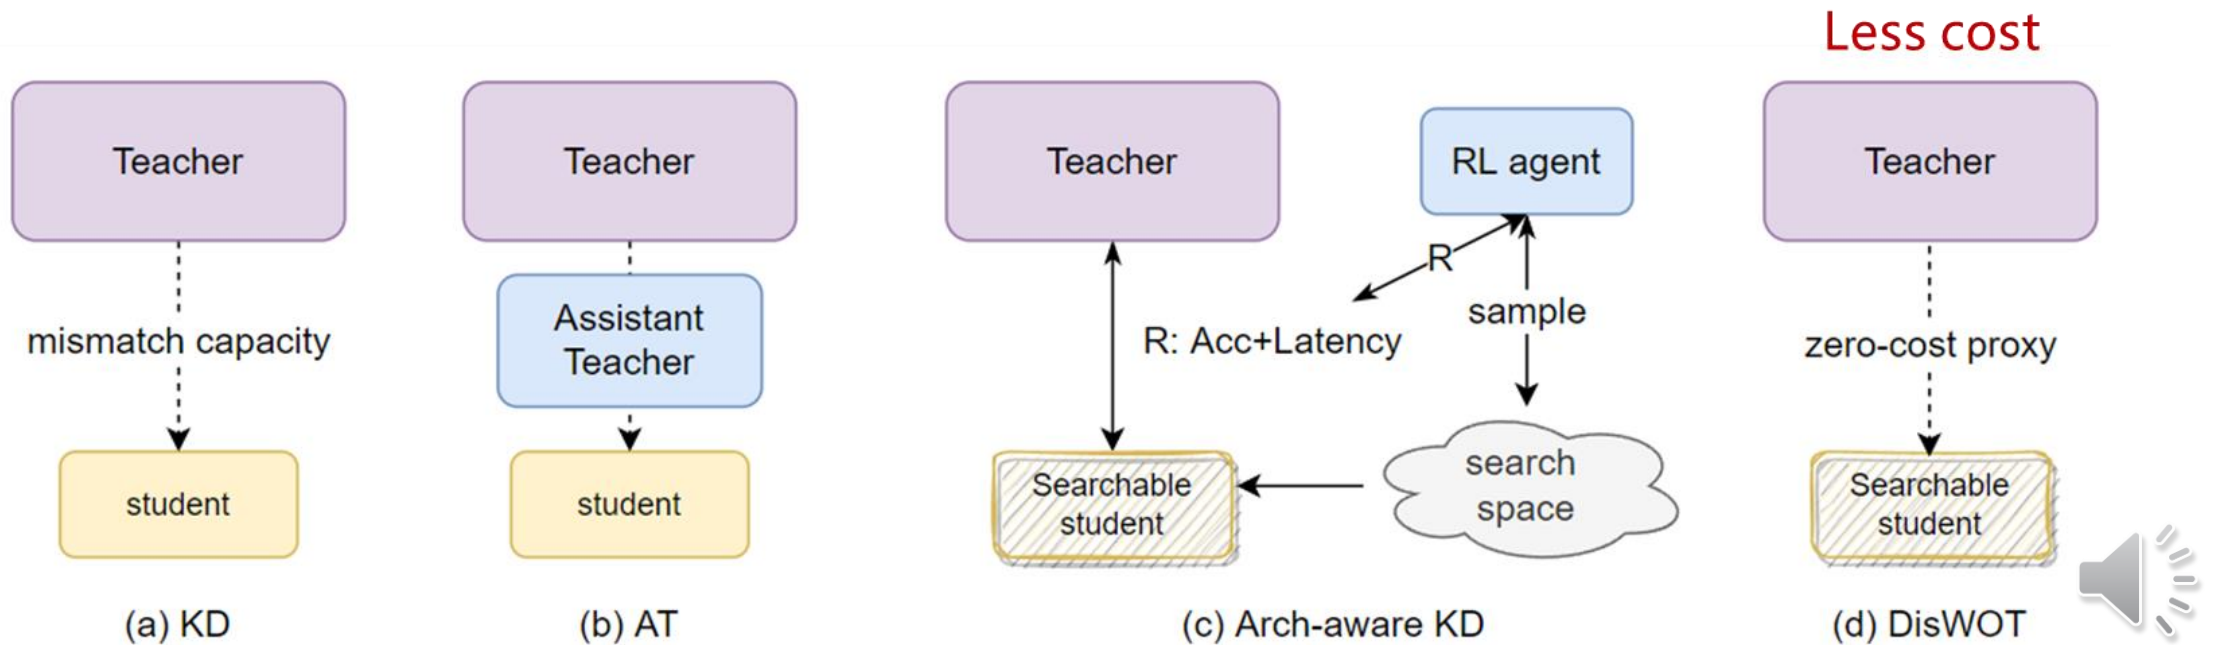 Less cost
Teacher
mismatch capacity
student
(a) KD
Teacher
Assistant
Teacher
student
(b) AT
Teacher
RL agent
R
sample
R: Acc+Latency
search
space
Searchable
student
(c) Arch-aware KD
Teacher
zero-cost proxy
Searchable
student
(d) DisWOT